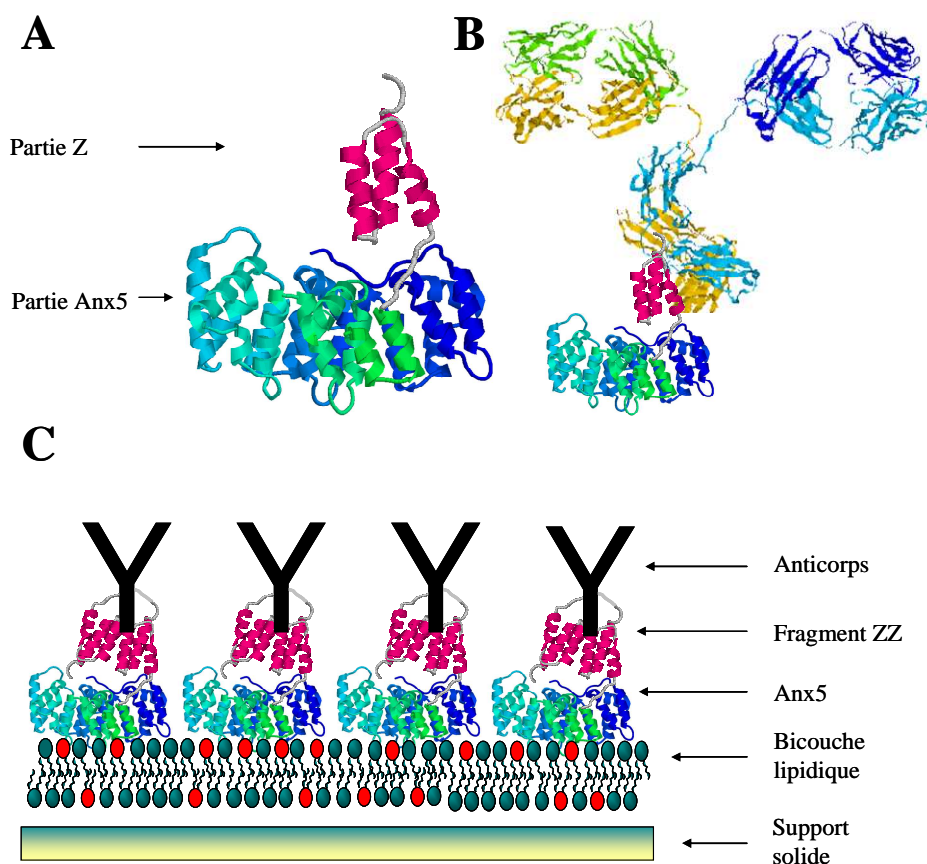 A
B
Partie Z
Partie Anx5
C
Anticorps
Fragment ZZ
Anx5
Bicouche
lipidique
Support
solide